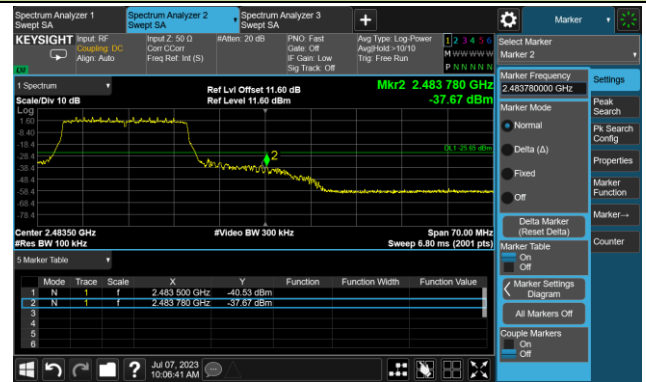 Spectrum Analyzer 1
Swept SA
Spectrum Analyzer 2
Swept SA
Spectrum Analyzer 3
Swept SA
Marker
KEYSIGHT
Input: RF
Coupling: DC
Align: Auto
Input Z: 50 Ω
Corr CCorr
Freq Ref: Int (S)
#Atten: 20 dB
PNO: Fast
Gate: Off
IF Gain: Low
Sig Track: Off
Avg Type: Log-Power
Avg|Hold:>10/10
Trig: Free Run
1 2 3 4 5 6
M W W W W W
P N N N N N
Select Marker
Marker 2
1 Spectrum
Scale/Div 10 dB
Log
Ref Lvl Offset 11.60 dB
Ref Level 11.60 dBm
Mkr2 2.483 780 GHz
-37.67 dBm
1.60
-8.40
-18.4
-28.4
-38.4
-48.4
-58.4
-68.4
-78.4
2
DL1 -25.65 dBm
Center 2.48350 GHz
#Res BW 100 kHz
#Video BW 300 kHz
Span 70.00 MHz
Sweep 6.80 ms (2001 pts)
5 Marker Table
Mode Trace Scale X Y Function Function Width Function Value
1 N 1 f 2.483 500 GHz -40.53 dBm
2 N 1 f 2.483 780 GHz -37.67 dBm
3
4
5
6
Marker Frequency
2.483780000 GHz
Marker Mode
Normal
Delta (Δ)
Fixed
Off
Delta Marker
(Reset Delta)
Marker Table
On
Off
Marker Settings
Diagram
All Markers Off
Couple Markers
On
Off
Settings
Peak
Search
Pk Search
Config
Properties
Marker
Function
Marker→
Counter
?
Jul 07, 2023
10:06:41 AM